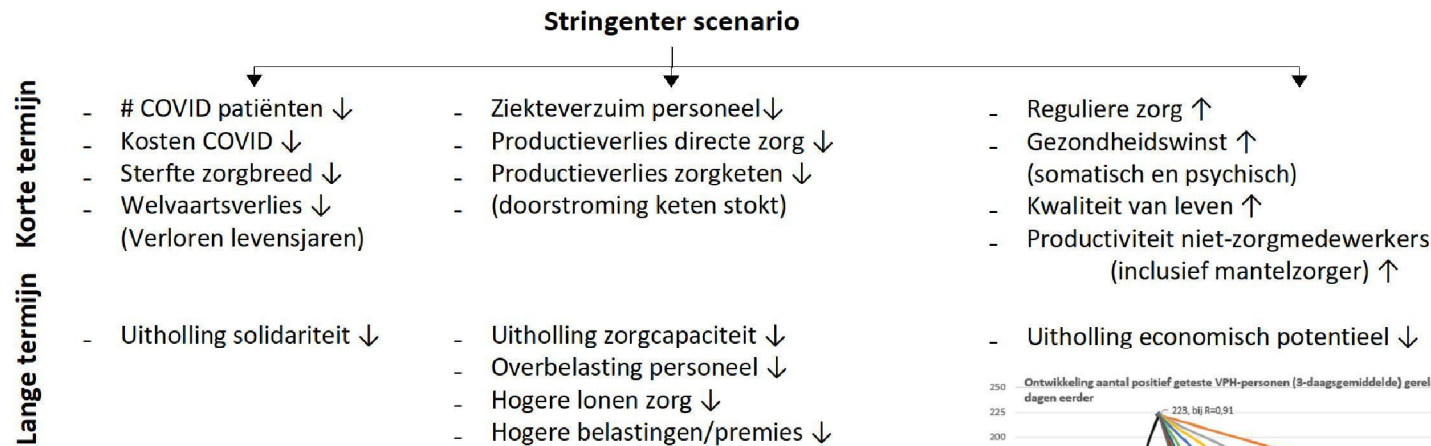 Stringenter scenario
Korte termijn
- # COVID patiënten ↓
- Kosten COVID ↓
- Sterfte zorgbreed ↓
- Welvaartsverlies ↓
(Verloren levensjaren)
- Ziekteverzuim personeel↓
- Productieverlies directe zorg ↓
- Productieverlies zorgketen ↓
- (doorstroming keten stokt)
- Reguliere zorg ↑
- Gezondheidswinst ↑
(somatisch en psychisch)
- Kwaliteit van leven ↑
- Productiviteit niet-zorgmedewerkers
(inclusief mantelzorger) ↑
Lange termijn
- Uitholling solidariteit ↓
- Uitholling zorgcapaciteit ↓
- Overbelasting personeel ↓
- Hogere lonen zorg ↓
- Hogere belastingen/premies ↓
- Uitholling economisch potentieel ↓
Ontwikkeling aantal positief geteste VPH-personen (3-daagsgemiddelde) gerel
dagen eerder
250
225
200
223, bij R=0,91